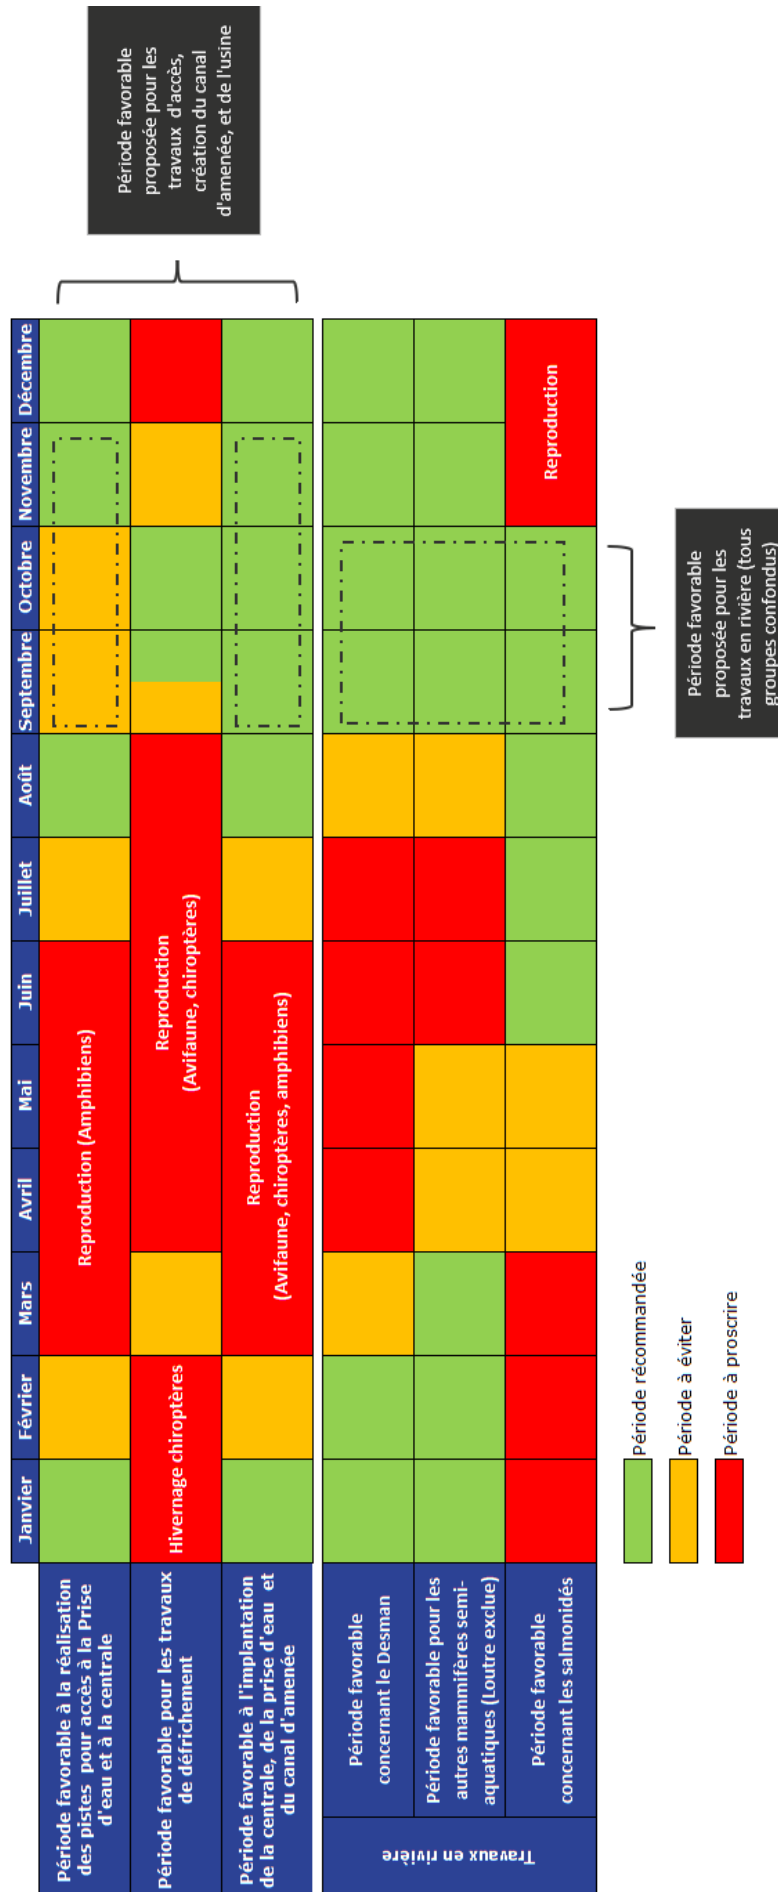 Janvier
Février
Mars
Avril
Mai
Juin
Juillet
Août
Septembre
Octobre
Novembre
Décembre
Période favorable à la réalisation
des pistes pour accès à la Prise
d'eau et à la centrale
Reproduction (Amphibiens)
Période favorable pour les travaux
de défrichement
Hivernage chiroptères
Reproduction
(Avifaune, chiroptères)
Période favorable à l'implantation
de la centrale, de la prise d'eau et
du canal d'amenée
Reproduction
(Avifaune, chiroptères, amphibiens)
Période favorable
proposée pour les
travaux d'accès,
création du canal
d'amenée, et de l'usine
Travaux en rivière
Période favorable
concernant le Desman
Période favorable pour les
autres mammifères semi-
aquatiques (Loutre exclue)
Période favorable
concernant les salmonidés
Reproduction
Période récommandée
Période à éviter
Période à proscrire
Période favorable
proposée pour les
travaux en rivière (tous
groupes confondus)